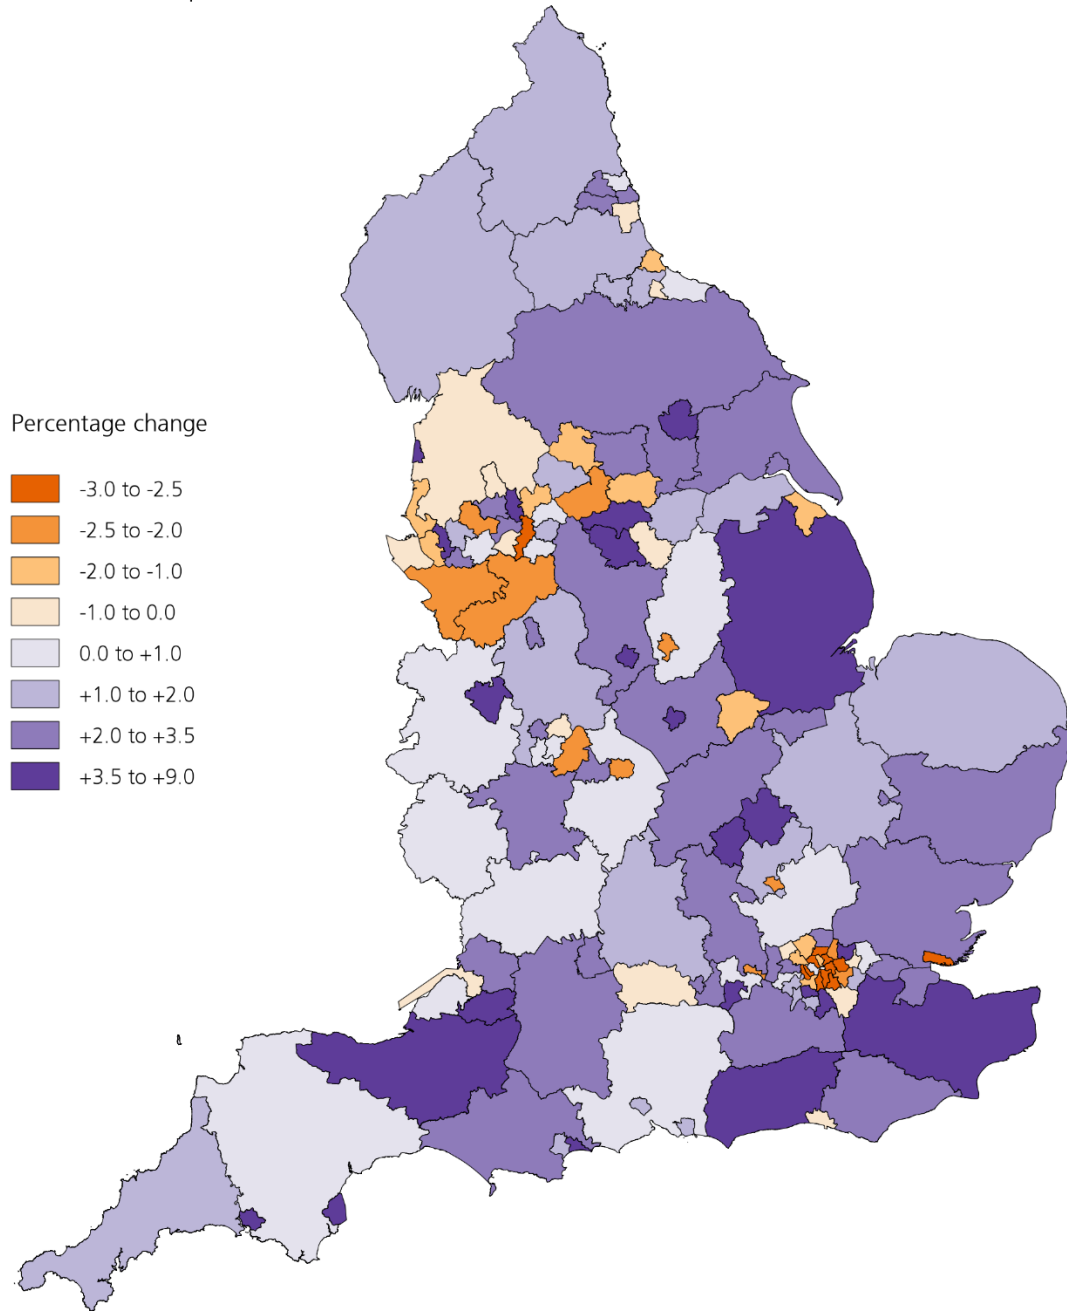 Percentage change
-3.0 to -2.5
-2.5 to -2.0
-2.0 to -1.0
-1.0 to 0.0
0.0 to +1.0
+1.0 to +2.0
+2.0 to +3.5
+3.5 to +9.0